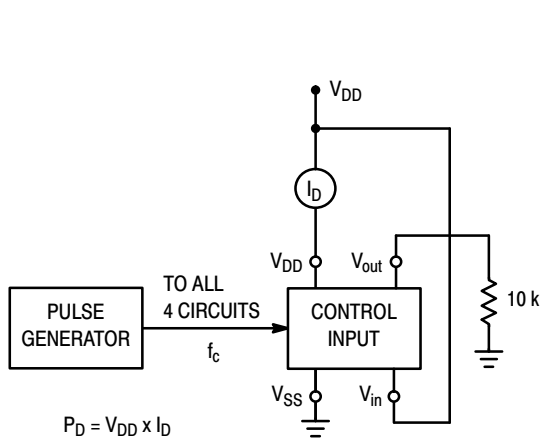 V_DD
I_D
V_DD
V_out
TO ALL
4 CIRCUITS
PULSE
GENERATOR
f_c
CONTROL
INPUT
10 k
V_SS
V_in
P_D = V_DD x I_D